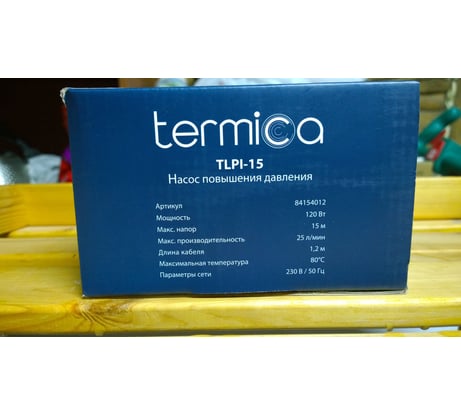 termica
TLPI-15
Насос повышения давления
Артикул 84154012
Мощность 120 Вт
Макс. напор 15 м
Макс. производительность 25 л/мин
Длина кабеля 1,2 м
Максимальная температура 80°C
Параметры сети 230 В / 50 Гц